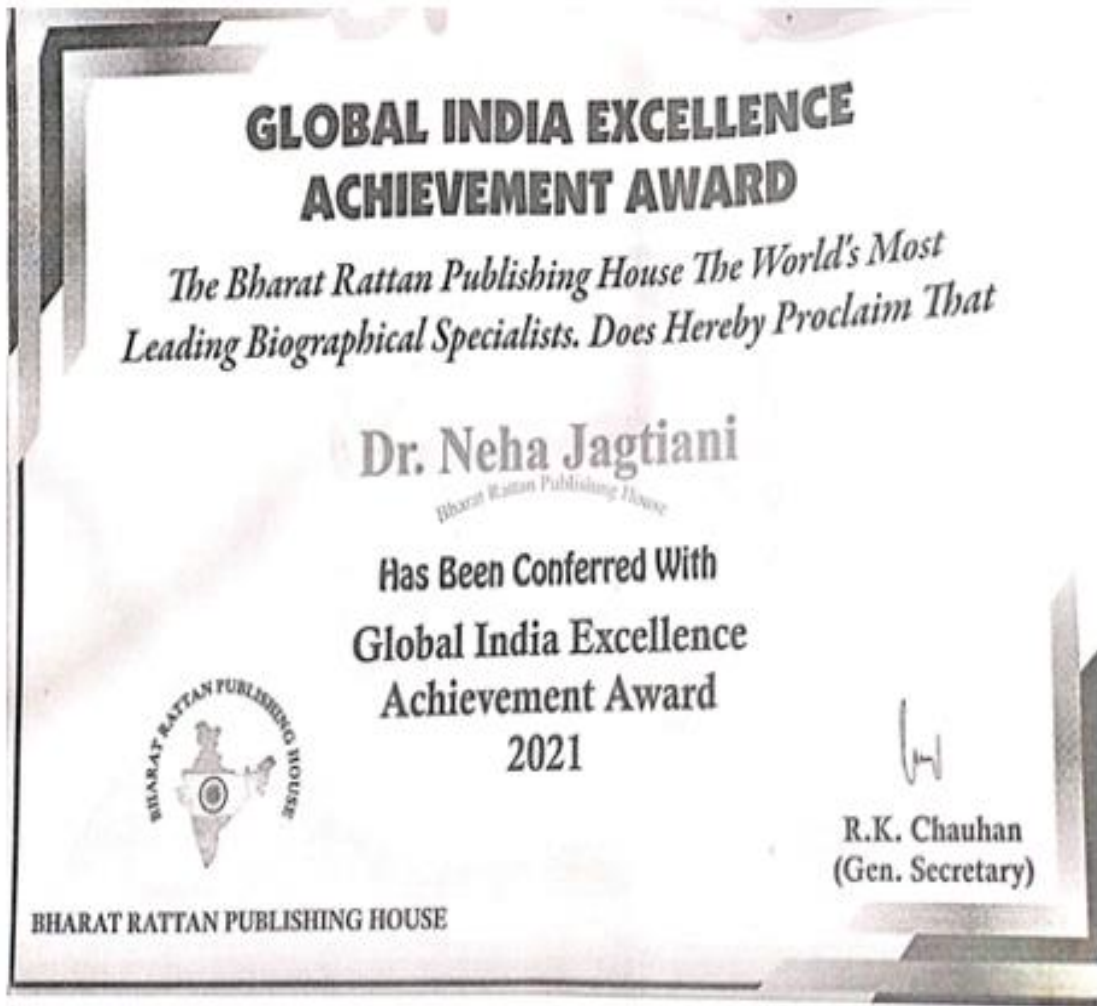 GLOBAL INDIA EXCELLENCE
ACHIEVEMENT AWARD
The Bharat Rattan Publishing House The World's Most
Leading Biographical Specialists. Does Hereby Proclaim That
Dr. Neha Jagtiani
Bharat Rattan Publishing House
Has Been Conferred With
Global India Excellence
Achievement Award
2021
BHARAT RATTAN PUBLISHING HOUSE
R.K. Chauhan
(Gen. Secretary)
BHARAT RATTAN PUBLISHING HOUSE